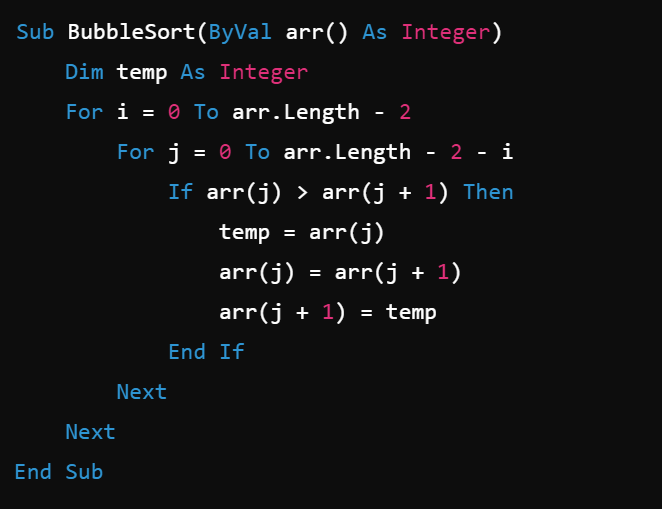 Sub BubbleSort(ByVal arr() As Integer)
    Dim temp As Integer
    For i = 0 To arr.Length - 2
        For j = 0 To arr.Length - 2 - i
            If arr(j) > arr(j + 1) Then
                temp = arr(j)
                arr(j) = arr(j + 1)
                arr(j + 1) = temp
            End If
        Next
    Next
End Sub